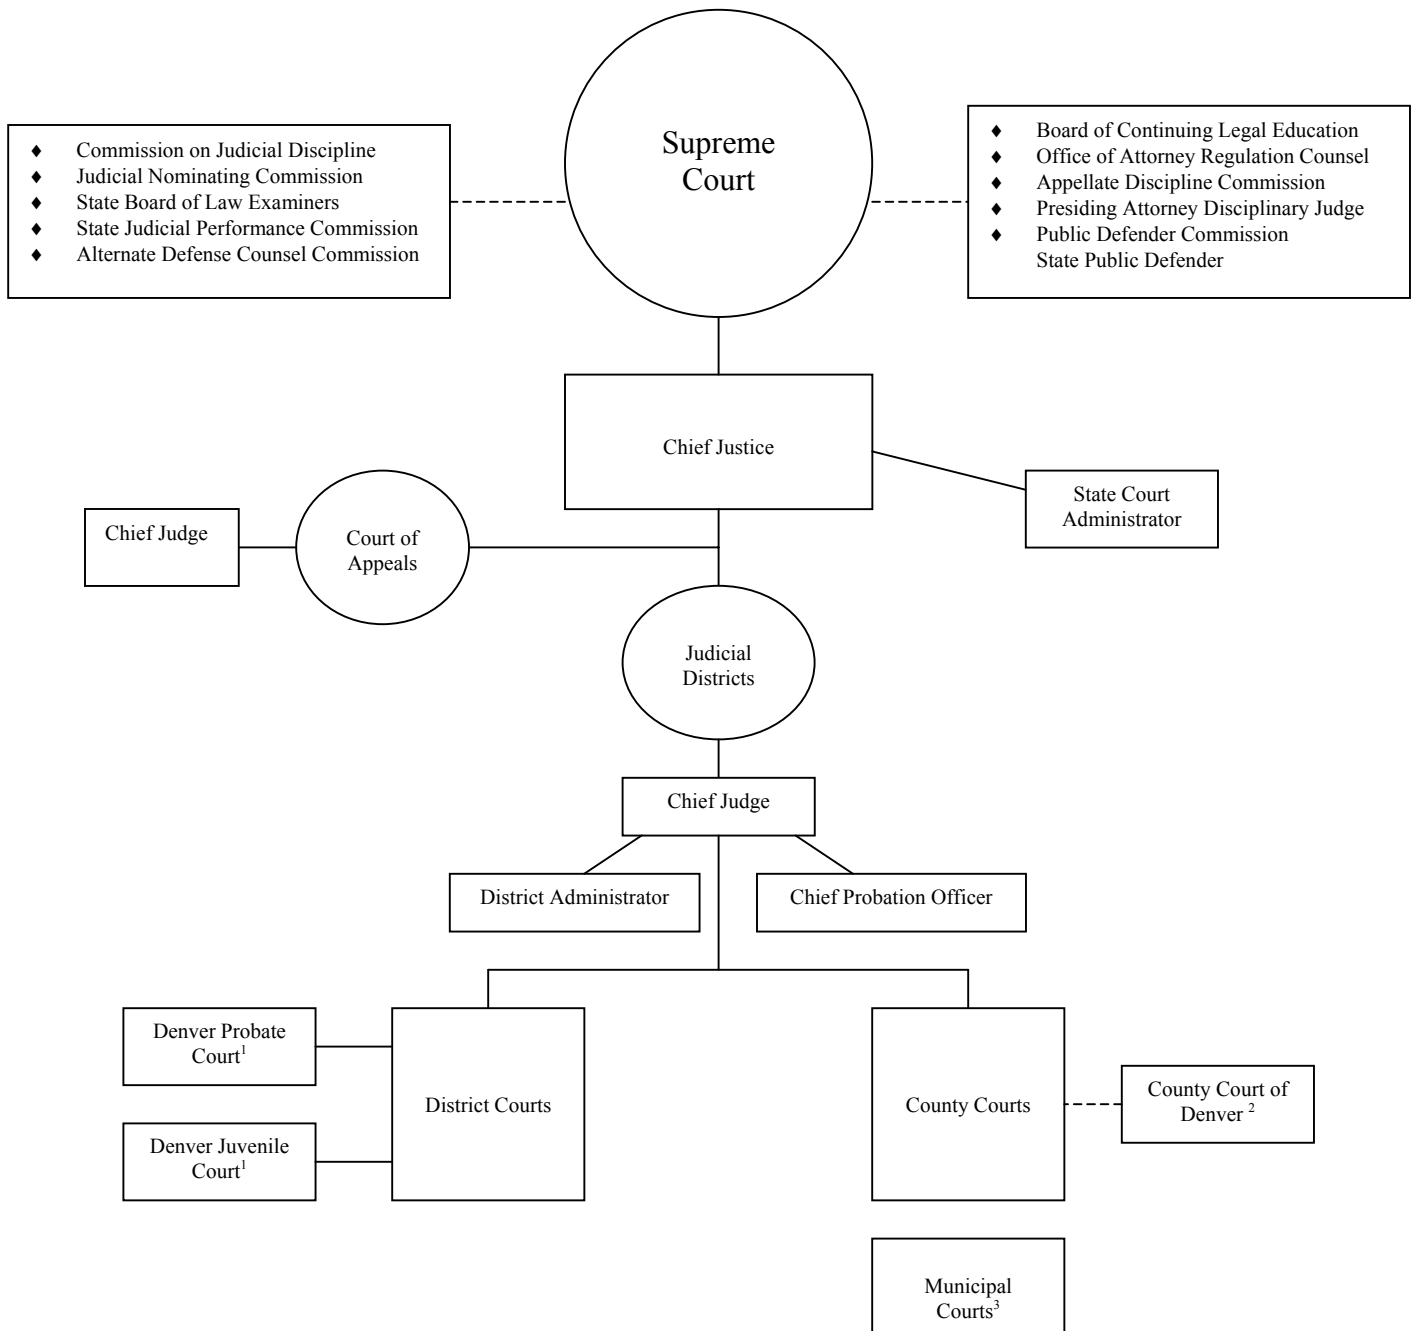 Supreme
Court
♦ Commission on Judicial Discipline
♦ Judicial Nominating Commission
♦ State Board of Law Examiners
♦ State Judicial Performance Commission
♦ Alternate Defense Counsel Commission
♦ Board of Continuing Legal Education
♦ Office of Attorney Regulation Counsel
♦ Appellate Discipline Commission
♦ Presiding Attorney Disciplinary Judge
♦ Public Defender Commission
State Public Defender
Chief Justice
State Court
Administrator
Chief Judge
Court of
Appeals
Judicial
Districts
Chief Judge
District Administrator
Chief Probation Officer
Denver Probate
Court¹
Denver Juvenile
Court¹
District Courts
County Courts
County Court of
Denver ²
Municipal
Courts³